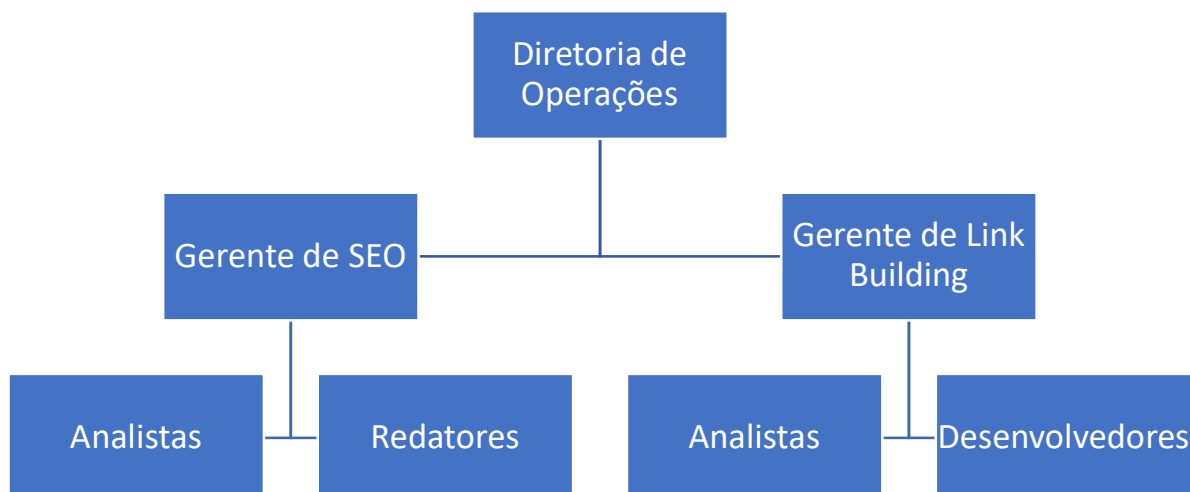 Diretoria de
Operações
Gerente de SEO
Gerente de Link
Building
Analistas
Redatores
Analistas
Desenvolvedores